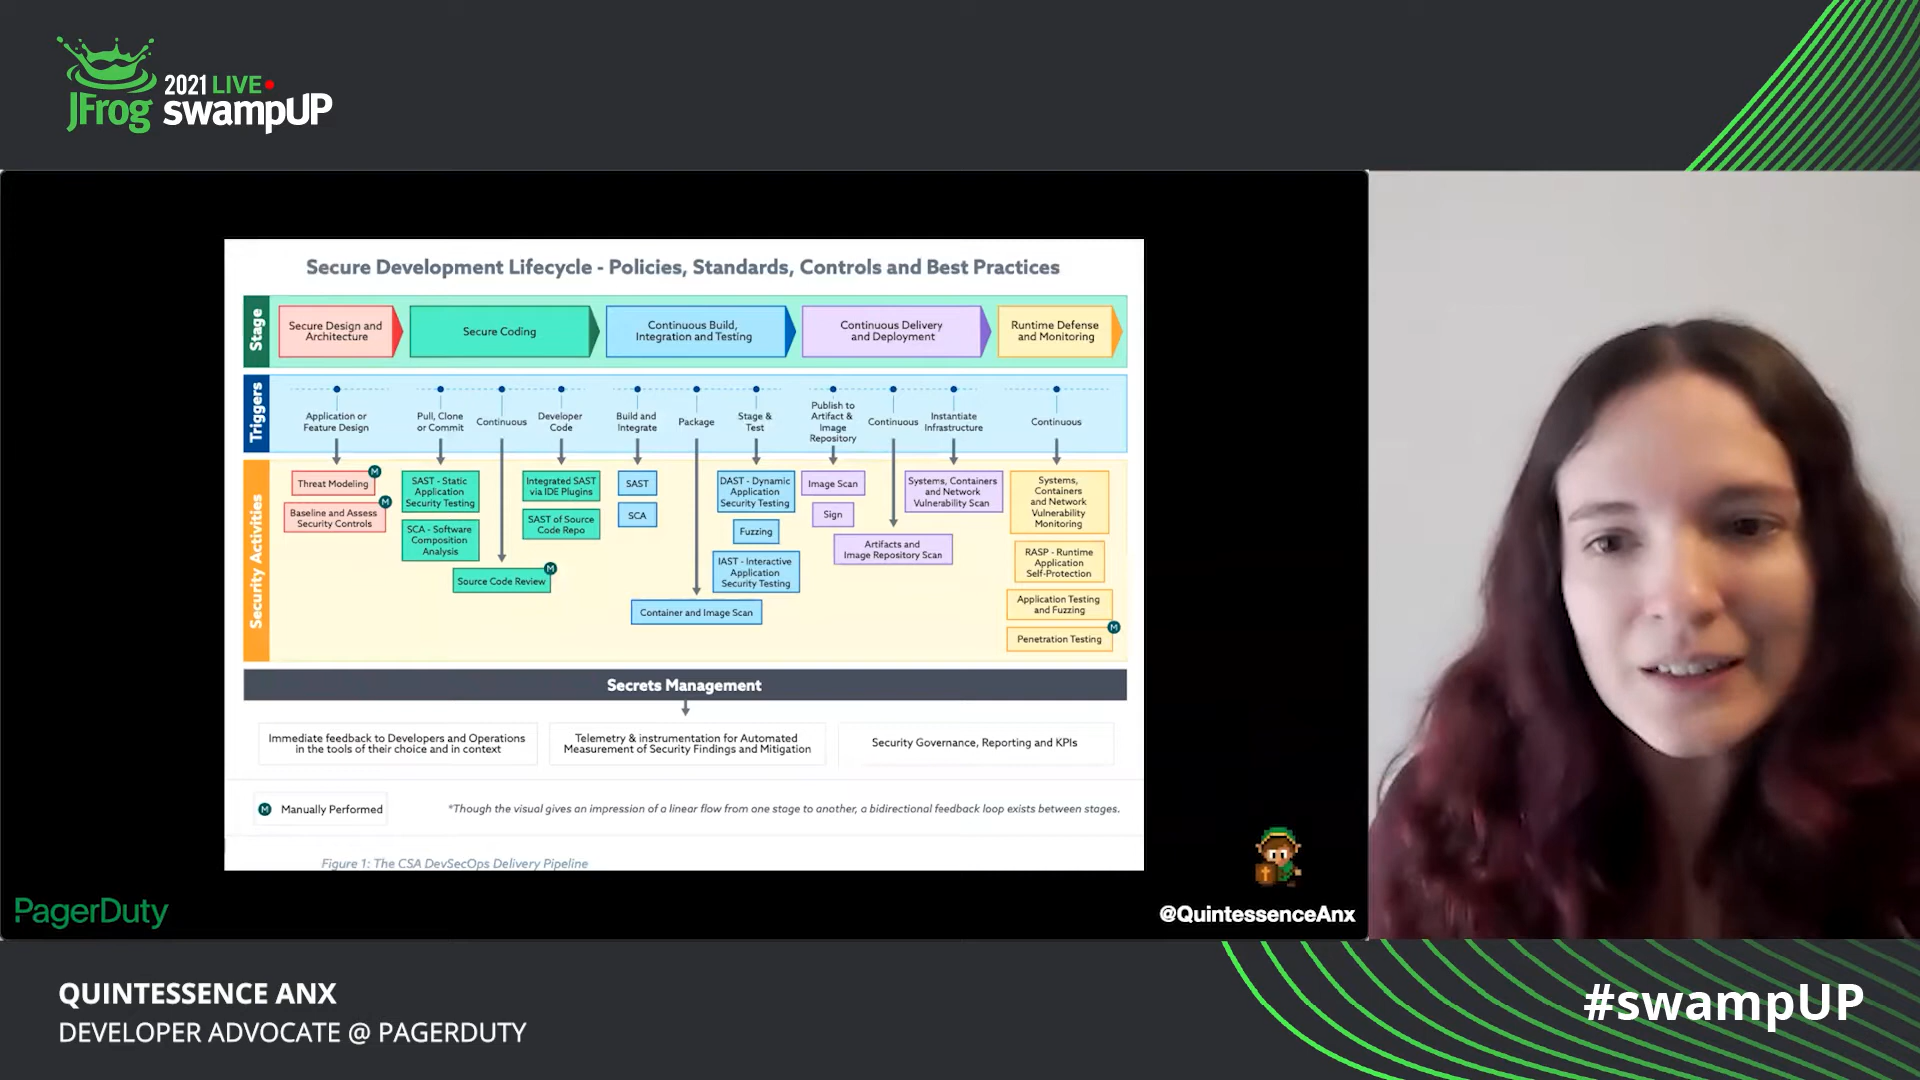 2021 LIVE
JFrog swampUP
Secure Development Lifecycle - Policies, Standards, Controls and Best Practices
Stage
Secure Design and
Architecture
Secure Coding
Continuous Build,
Integration and Testing
Continuous Delivery
and Deployment
Runtime Defense
and Monitoring
Triggers
Application or
Feature Design
Pull, Clone
or Commit
Continuous
Developer
Code
Build and
Integrate
Package
Stage &
Test
Publish to
Artifact &
Image
Repository
Continuous
Instantiate
Infrastructure
Continuous
Security Activities
Threat Modeling
M
Baseline and Assess
Security Controls
M
SAST - Static
Application
Security Testing
SCA - Software
Composition
Analysis
Source Code Review
M
Integrated SAST
via IDE Plugins
SAST of Source
Code Repo
SAST
SCA
Container and Image Scan
DAST - Dynamic
Application
Security Testing
Fuzzing
IAST - Interactive
Application
Security Testing
Image Scan
Sign
Artifacts and
Image Repository Scan
Systems, Containers
and Network
Vulnerability Scan
Systems,
Containers
and Network
Vulnerability
Monitoring
RASP - Runtime
Application
Self-Protection
Application Testing
and Fuzzing
Penetration Testing
M
Secrets Management
Immediate feedback to Developers and Operations
in the tools of their choice and in context
Telemetry & instrumentation for Automated
Measurement of Security Findings and Mitigation
Security Governance, Reporting and KPIs
M Manually Performed
*Though the visual gives an impression of a linear flow from one stage to another, a bidirectional feedback loop exists between stages.
Figure 1: The CSA DevSecOps Delivery Pipeline
PagerDuty
@QuintessenceAnx
QUINTESSENCE ANX
DEVELOPER ADVOCATE @ PAGERDUTY
#swampUP